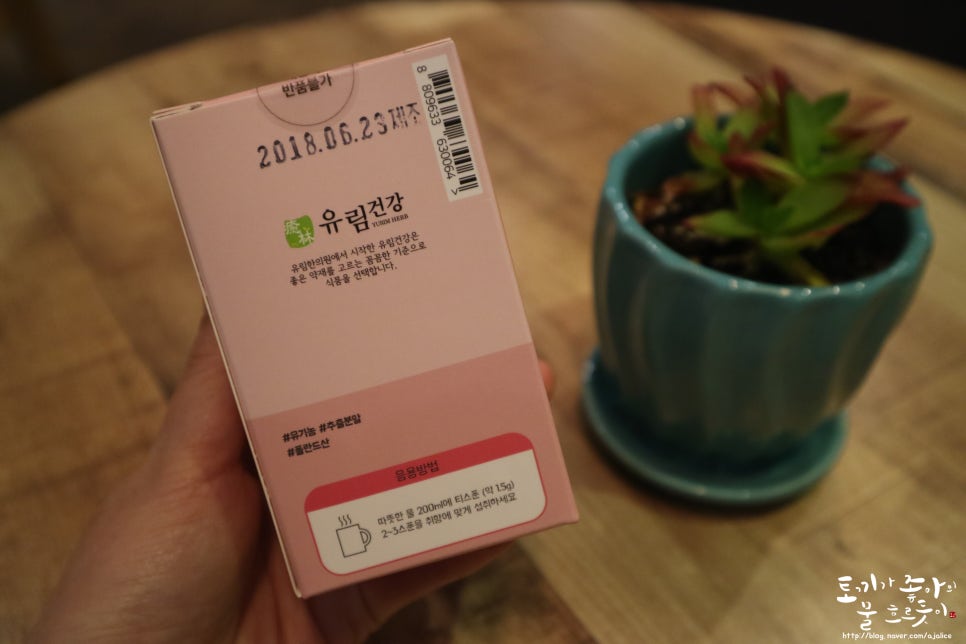 반품불가
2018.06.23제조
8 809633 630064 >
癒林 유림건강
YURIM HERB
유림한의원에서 시작한 유림건강은
좋은 약재를 고르는 꼼꼼한 기준으로
식품을 선택합니다.
#유기농 #추출분말
#폴란드산
음용방법
따뜻한 물 200ml에 티스푼 (약 1.5g)
2~3스푼을 취향에 맞게 섭취하세요
토끼가 좋아의
물 흐르듯이
http://blog.naver.com/ajalice